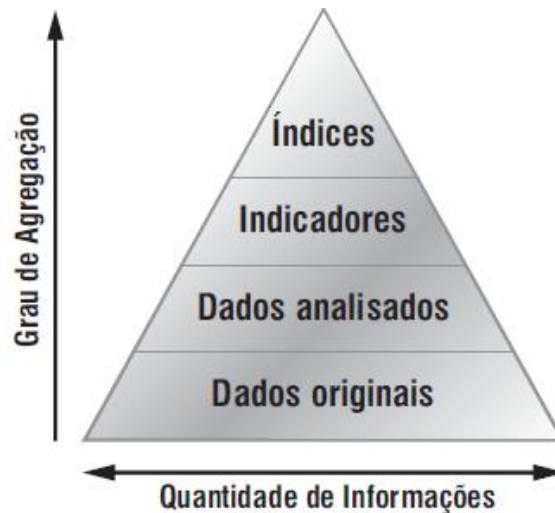 Grau de Agregação
Índices
Indicadores
Dados analisados
Dados originais
Quantidade de Informações